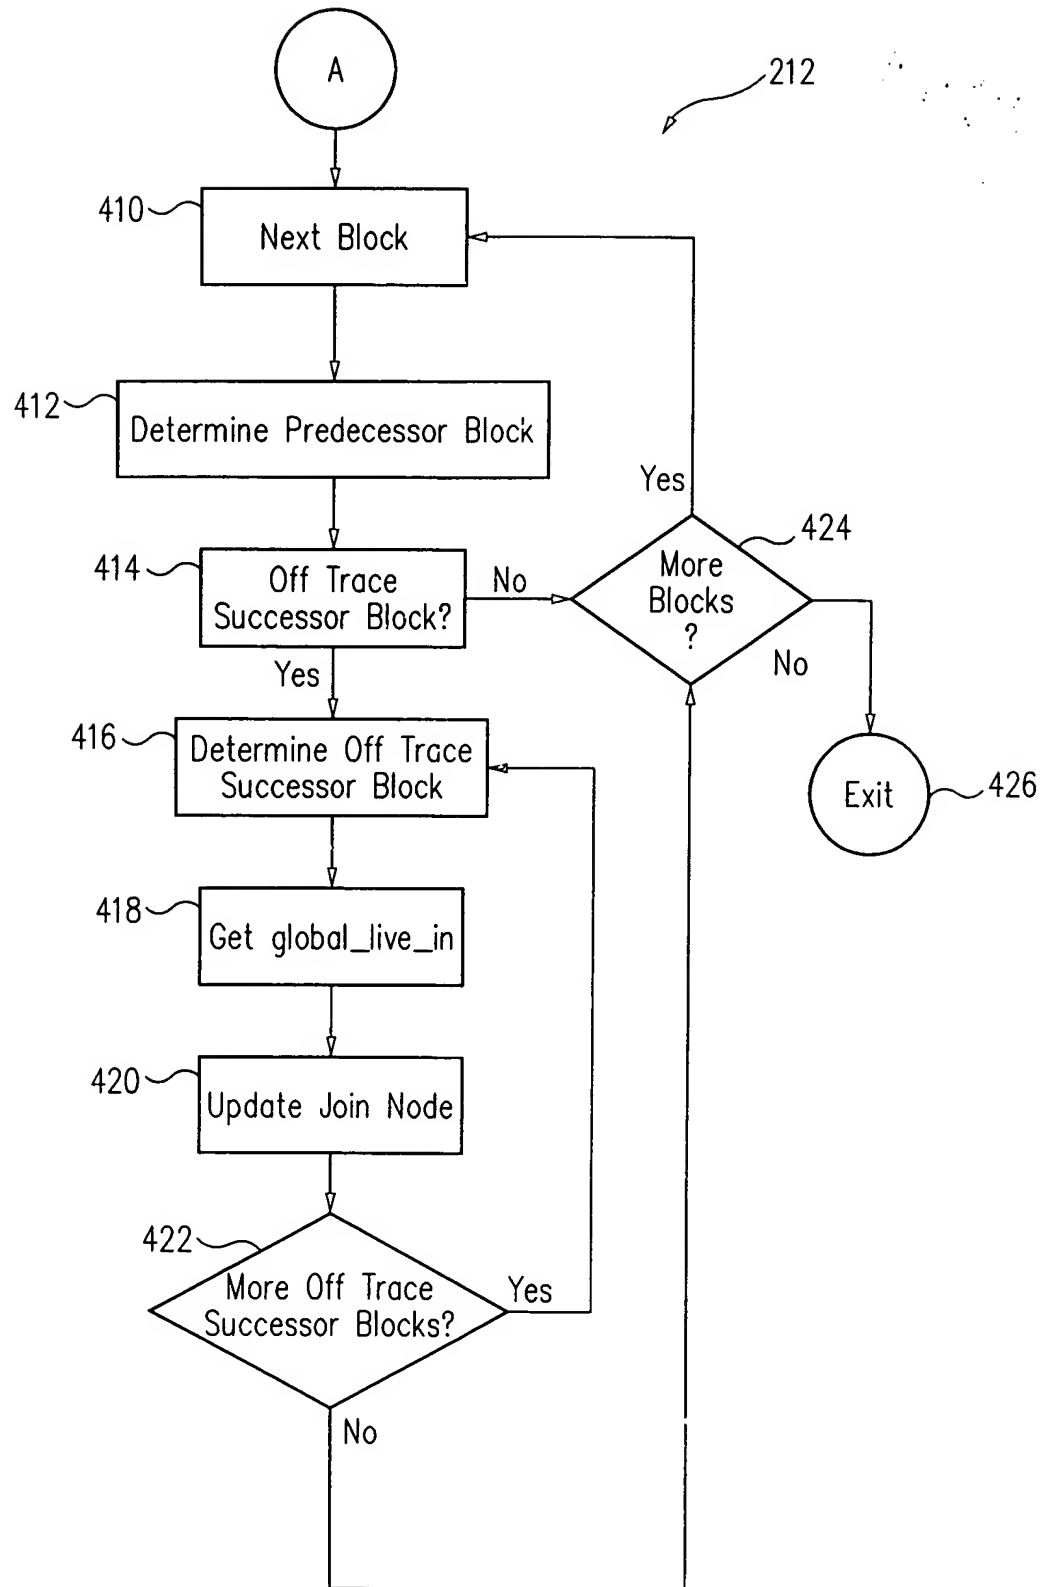 A
212
410
Next Block
412
Determine Predecessor Block
Yes
424
414
Off Trace
Successor Block?
No
More
Blocks
?
No
Yes
416
Determine Off Trace
Successor Block
Exit
426
418
Get global_live_in
420
Update Join Node
422
More Off Trace
Successor Blocks?
Yes
No